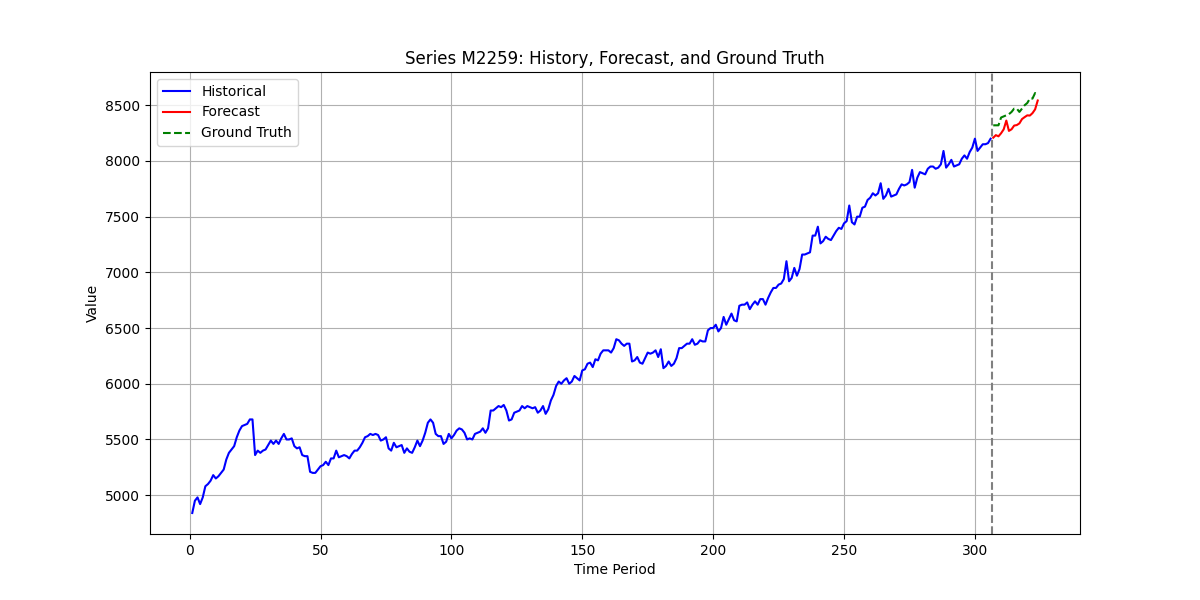 Series M2259: History, Forecast, and Ground Truth
Historical
Forecast
Ground Truth
8500
8000
7500
7000
6500
6000
5500
5000
Value
0 50 100 150 200 250 300
Time Period